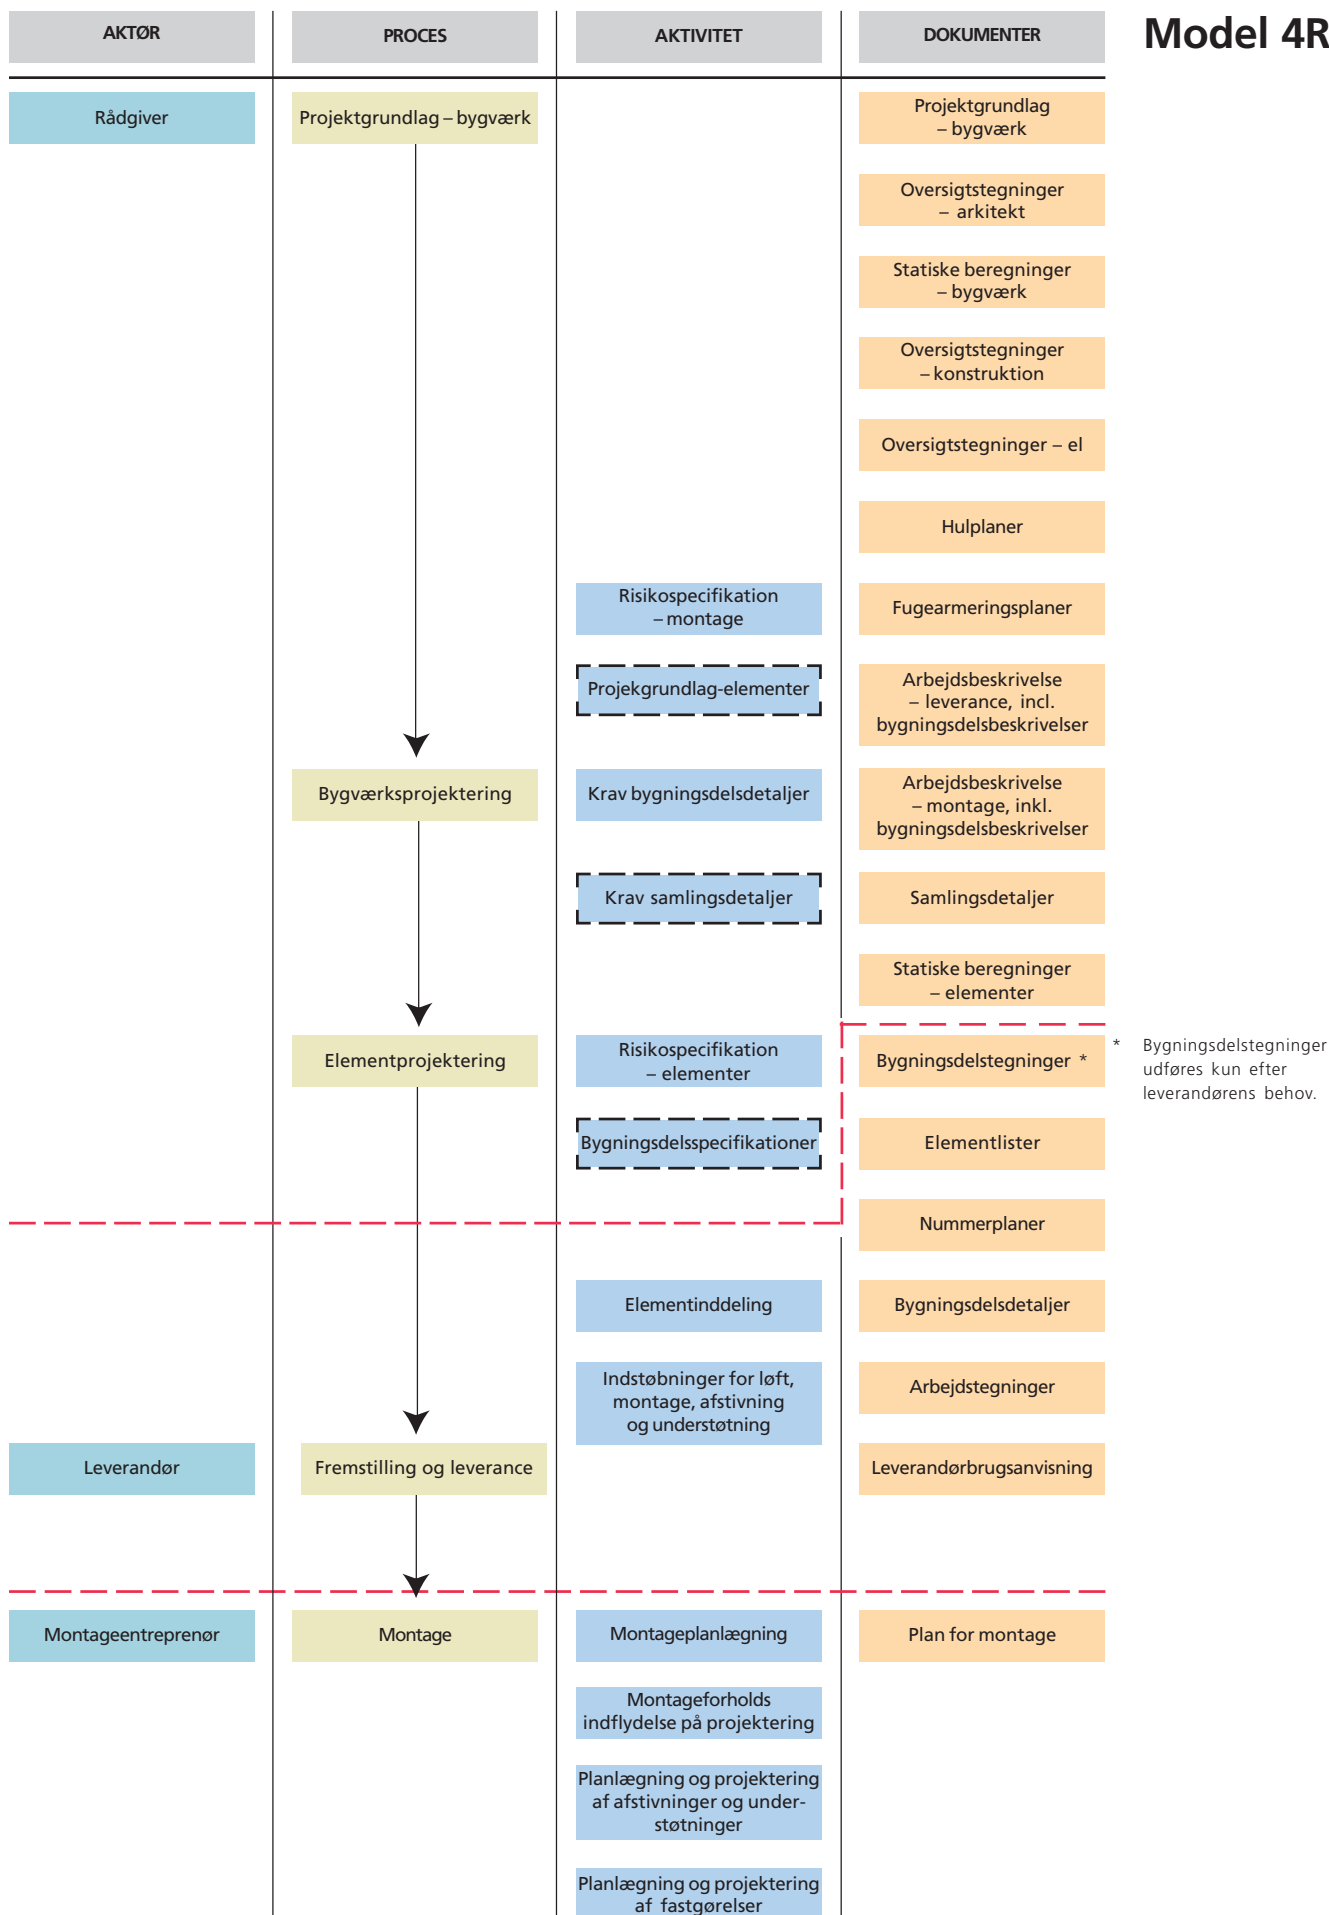 Model 4R
AKTØR
PROCES
AKTIVITET
DOKUMENTER
Rådgiver
Projektgrundlag – bygværk
Projektgrundlag
– bygværk
Oversigtstegninger
– arkitekt
Statiske beregninger
– bygværk
Oversigtstegninger
– konstruktion
Oversigtstegninger – el
Hulplaner
Risikospecifikation
– montage
Fugearmeringsplaner
Projekgrundlag-elementer
Arbejdsbeskrivelse
– leverance, incl.
bygningsdelsbeskrivelser
Bygværksprojektering
Krav bygningsdelsdetaljer
Arbejdsbeskrivelse
– montage, inkl.
bygningsdelsbeskrivelser
Krav samlingsdetaljer
Samlingsdetaljer
Statiske beregninger
– elementer
Elementprojektering
Risikospecifikation
– elementer
Bygningsdelstegninger *
* Bygningsdelstegninger
udføres kun efter
leverandørens behov.
Bygningsdelsspecifikationer
Elementlister
Nummerplaner
Elementinddeling
Bygningsdelsdetaljer
Indstøbninger for løft,
montage, afstivning
og understøtning
Arbejdstegninger
Leverandør
Fremstilling og leverance
Leverandørbrugsanvisning
Montageentreprenør
Montage
Montageplanlægning
Plan for montage
Montageforholds
indflydelse på projektering
Planlægning og projektering
af afstivninger og under-
støtninger
Planlægning og projektering
af fastgørelser